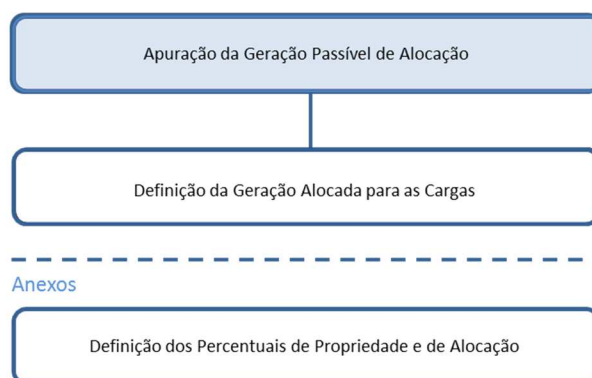 Apuração da Geração Passível de Alocação
Definição da Geração Alocada para as Cargas
Anexos
Definição dos Percentuais de Propriedade e de Alocação